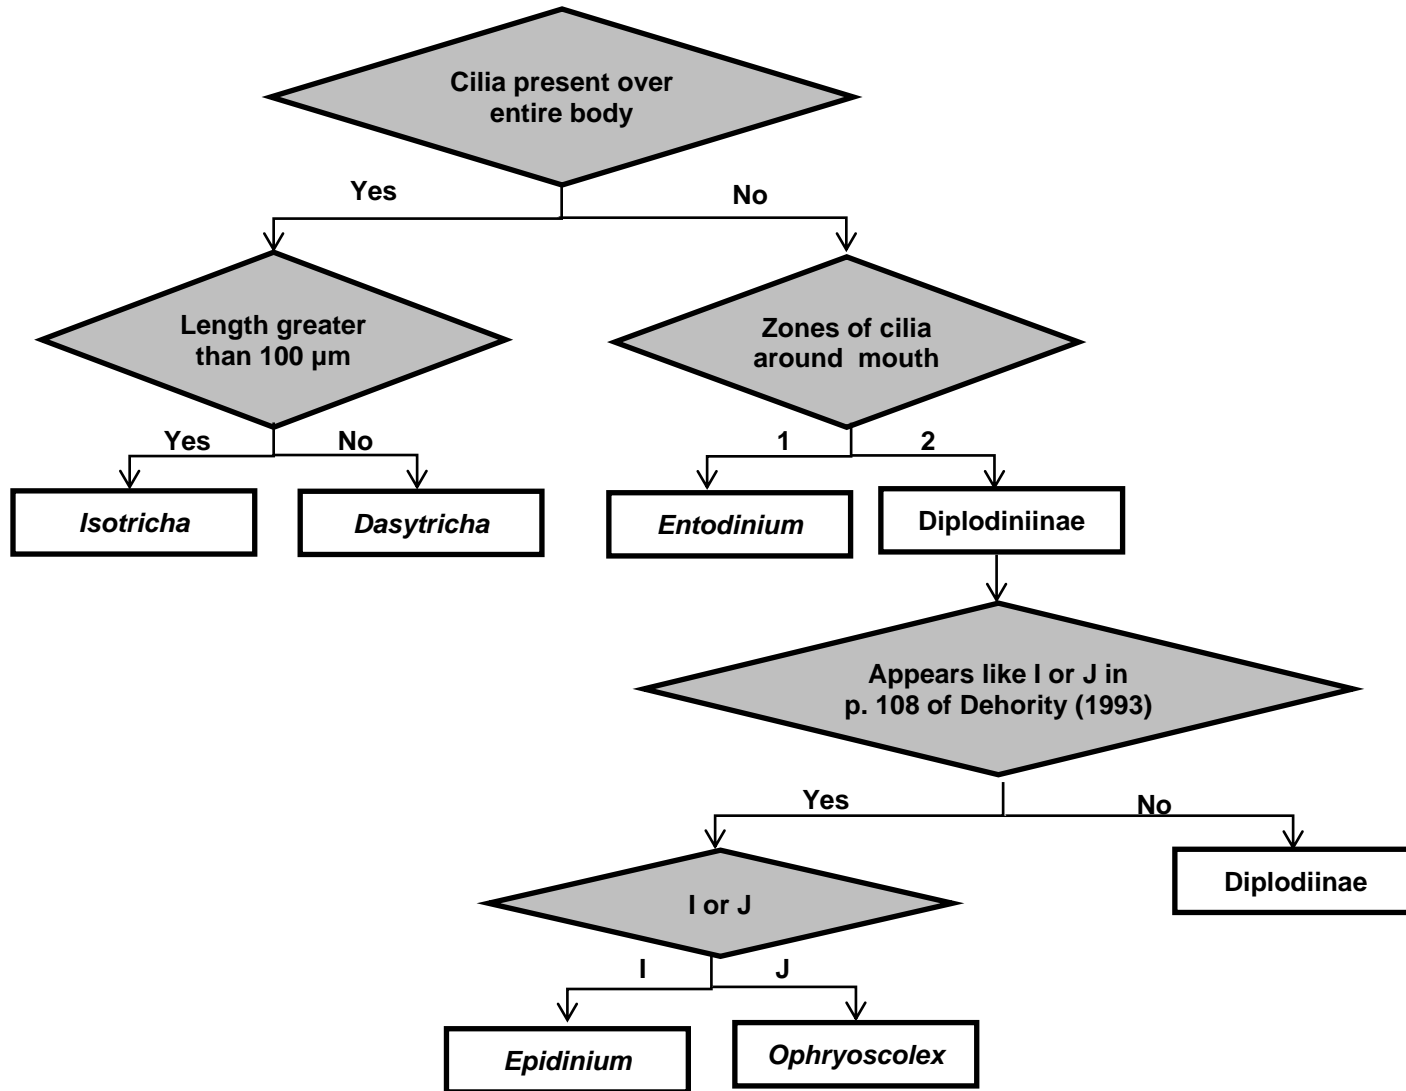 Cilia present over
entire body
Yes
No
Length greater
than 100 µm
Zones of cilia
around mouth
Yes
No
1
2
Isotricha
Dasytricha
Entodinium
Diplodiniinae
Appears like I or J in
p. 108 of Dehority (1993)
Yes
No
I or J
Diplodiinae
I
J
Epidinium
Ophryoscolex